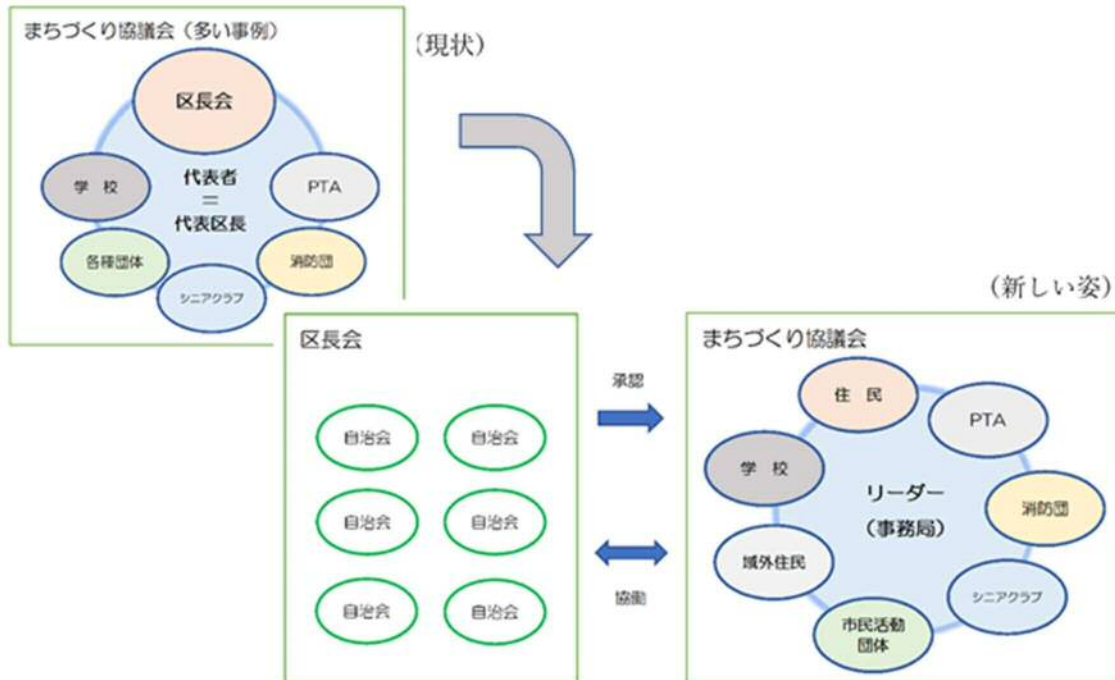 まちづくり協議会（多い事例）
（現状）
区長会
学　校
代表者
＝
代表区長
PTA
各種団体
消防団
シニアクラブ
（新しい姿）
区長会
自治会
自治会
自治会
自治会
自治会
自治会
承認
協働
まちづくり協議会
住　民
PTA
学　校
リーダー
（事務局）
消防団
域外住民
シニアクラブ
市民活動
団体